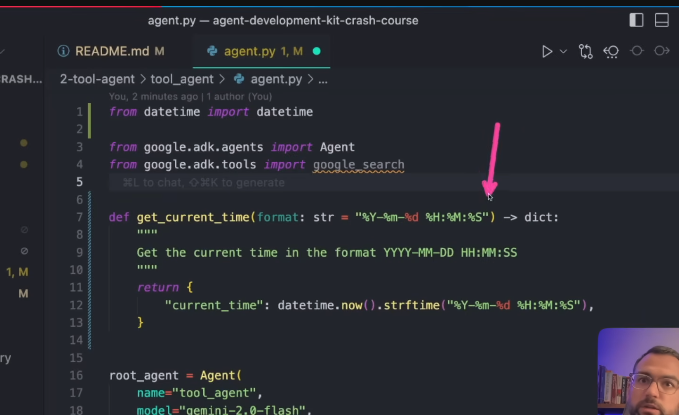 agent.py — agent-development-kit-crash-course
README.md M
agent.py 1, M
CRASH...
2-tool-agent > tool_agent > agent.py > ...
You, 2 minutes ago | 1 author (You)
1 from datetime import datetime
2
3 from google.adk.agents import Agent
4 from google.adk.tools import google_search
5 ⌘L to chat, ⇧⌘K to generate
6
7 def get_current_time(format: str = "%Y-%m-%d %H:%M:%S") -> dict:
8 """
9 Get the current time in the format YYYY-MM-DD HH:MM:SS
10 """
11 return {
12 "current_time": datetime.now().strftime("%Y-%m-%d %H:%M:%S"),
13 }
14
15
16 root_agent = Agent(
17 name="tool_agent",
18 model="gemini-2.0-flash",
1, M
M
ry